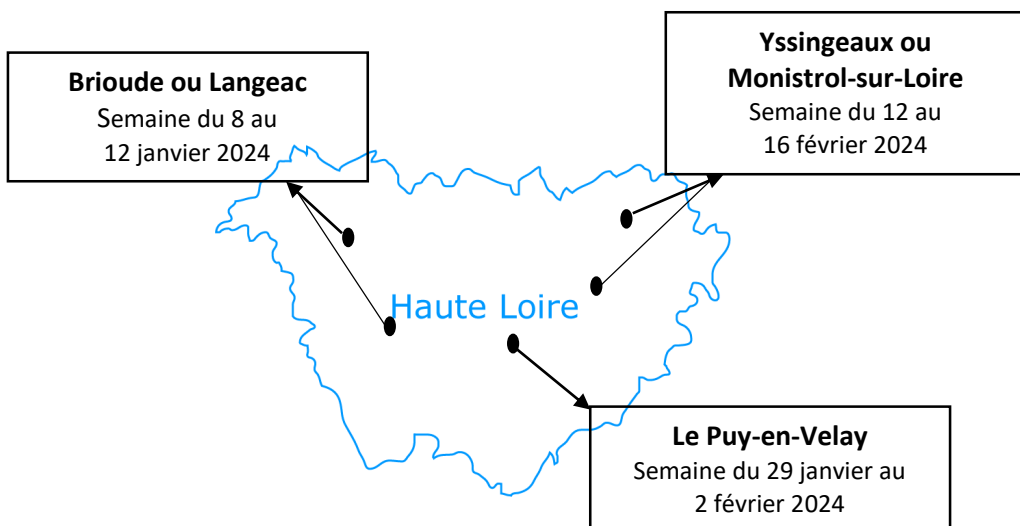 Brioude ou Langeac
Semaine du 8 au
12 janvier 2024
Yssingeaux ou
Monistrol-sur-Loire
Semaine du 12 au
16 février 2024
Haute Loire
Le Puy-en-Velay
Semaine du 29 janvier au
2 février 2024